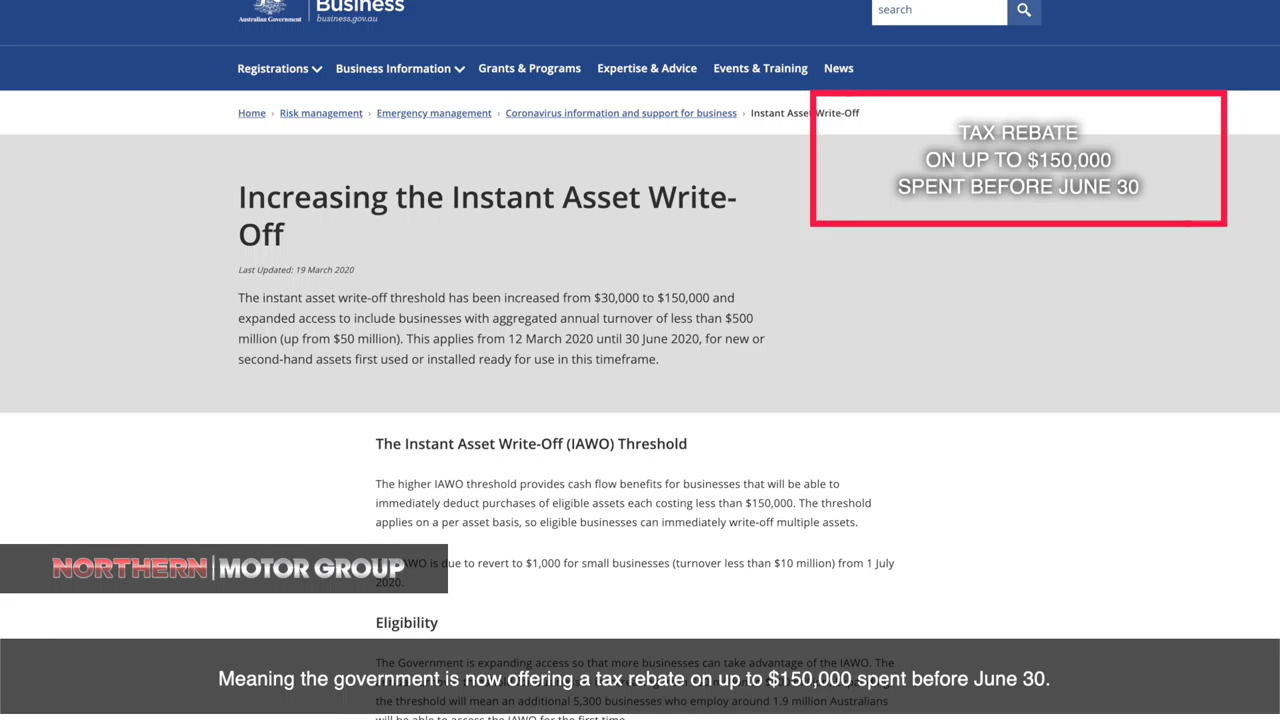 Business
Australian Government
business.gov.au
search
Registrations
Business Information
Grants & Programs
Expertise & Advice
Events & Training
News
Home › Risk management › Emergency management › Coronavirus information and support for business › Instant Asset Write-Off
TAX REBATE
ON UP TO $150,000
SPENT BEFORE JUNE 30
Increasing the Instant Asset Write-
Off
Last Updated: 19 March 2020
The instant asset write-off threshold has been increased from $30,000 to $150,000 and
expanded access to include businesses with aggregated annual turnover of less than $500
million (up from $50 million). This applies from 12 March 2020 until 30 June 2020, for new or
second-hand assets first used or installed ready for use in this timeframe.
The Instant Asset Write-Off (IAWO) Threshold
The higher IAWO threshold provides cash flow benefits for businesses that will be able to
immediately deduct purchases of eligible assets each costing less than $150,000. The threshold
applies on a per asset basis, so eligible businesses can immediately write-off multiple assets.
NORTHERN MOTOR GROUP
is due to revert to $1,000 for small businesses (turnover less than $10 million) from 1 July
2020.
Eligibility
The Government is expanding access so that more businesses can take advantage of the IAWO. The
Meaning the government is now offering a tax rebate on up to $150,000 spent before June 30.
the threshold will mean an additional 5,300 businesses who employ around 1.9 million Australians
will be able to access the IAWO for the first time.